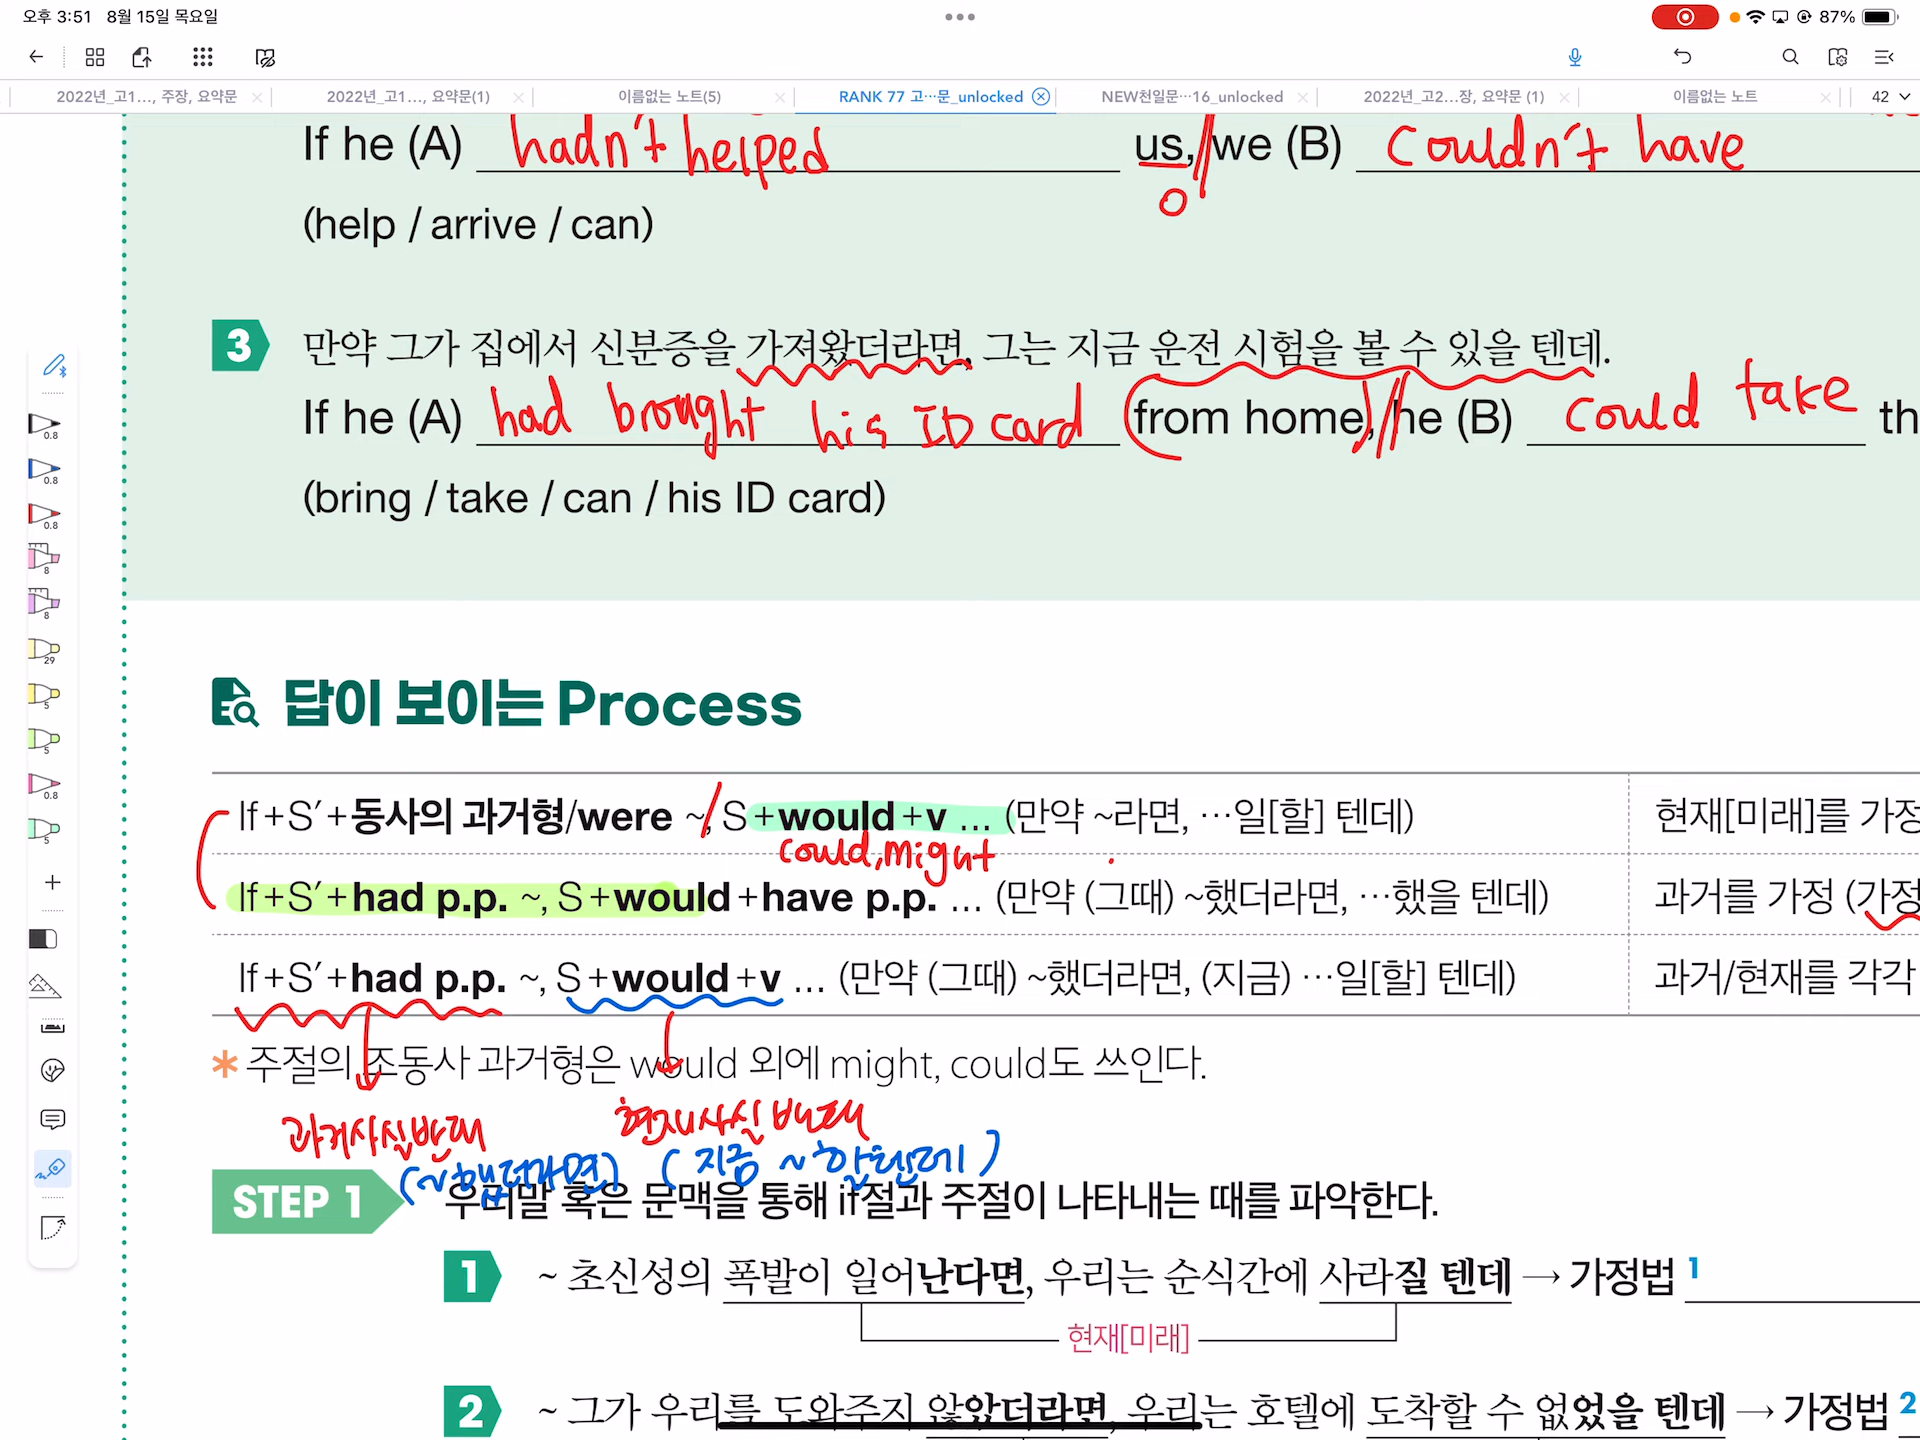 오후 3:51 8월 15일 목요일
87%
2022년_고1..., 주장, 요약문
2022년_고1..., 요약문(1)
이름없는 노트(5)
RANK 77 고⋯문_unlocked
NEW천일문⋯16_unlocked
2022년_고2...장, 요약문 (1)
이름없는 노트
42
If he (A) hadn't helped us, we (B) couldn't have
O
(help / arrive / can)
3 만약 그가 집에서 신분증을 가져왔더라면, 그는 지금 운전 시험을 볼 수 있을 텐데.
If he (A) had brought his ID card (from home,) he (B) could take th
(bring / take / can / his ID card)
0.8
0.8
0.8
8
8
29
5
5
0.8
5
답이 보이는 Process
If+S′+동사의 과거형/were ~, S+would+v ... (만약 ~라면, ⋯일[할] 텐데) 현재[미래]를 가정
could, might
If+S′+had p.p. ~, S+would+have p.p. ... (만약 (그때) ~했더라면, ⋯했을 텐데) 과거를 가정 (가정
If+S′+had p.p. ~, S+would+v ... (만약 (그때) ~했더라면, (지금) ⋯일[할] 텐데) 과거/현재를 각각
* 주절의 조동사 과거형은 would 외에 might, could도 쓰인다.
과거사실반대 현재사실 반대
(~했더라면) (지금 ~할텐데)
STEP 1 우리말 혹은 문맥을 통해 if절과 주절이 나타내는 때를 파악한다.
1 ~ 초신성의 폭발이 일어난다면, 우리는 순식간에 사라질 텐데 → 가정법 1
현재[미래]
2 ~ 그가 우리를 도와주지 않았더라면, 우리는 호텔에 도착할 수 없었을 텐데 → 가정법 2